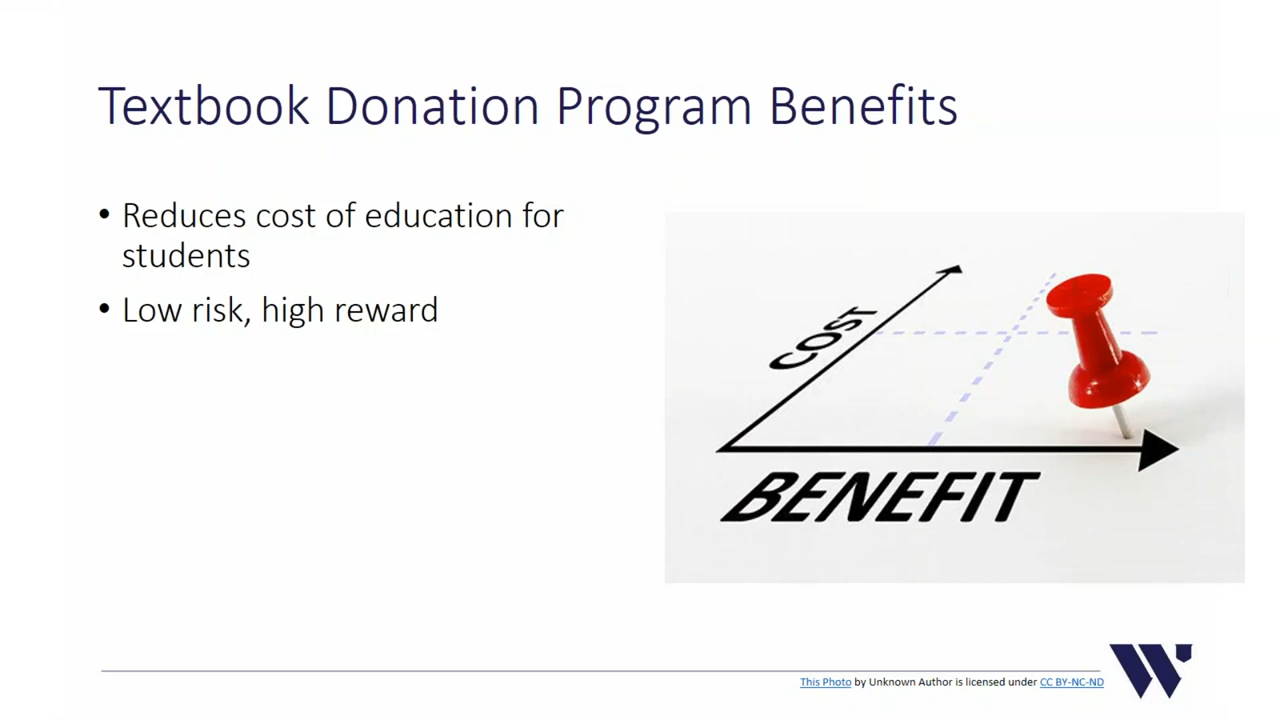 Textbook Donation Program Benefits
• Reduces cost of education for
students
• Low risk, high reward
COST
BENEFIT
This Photo by Unknown Author is licensed under CC BY-NC-ND